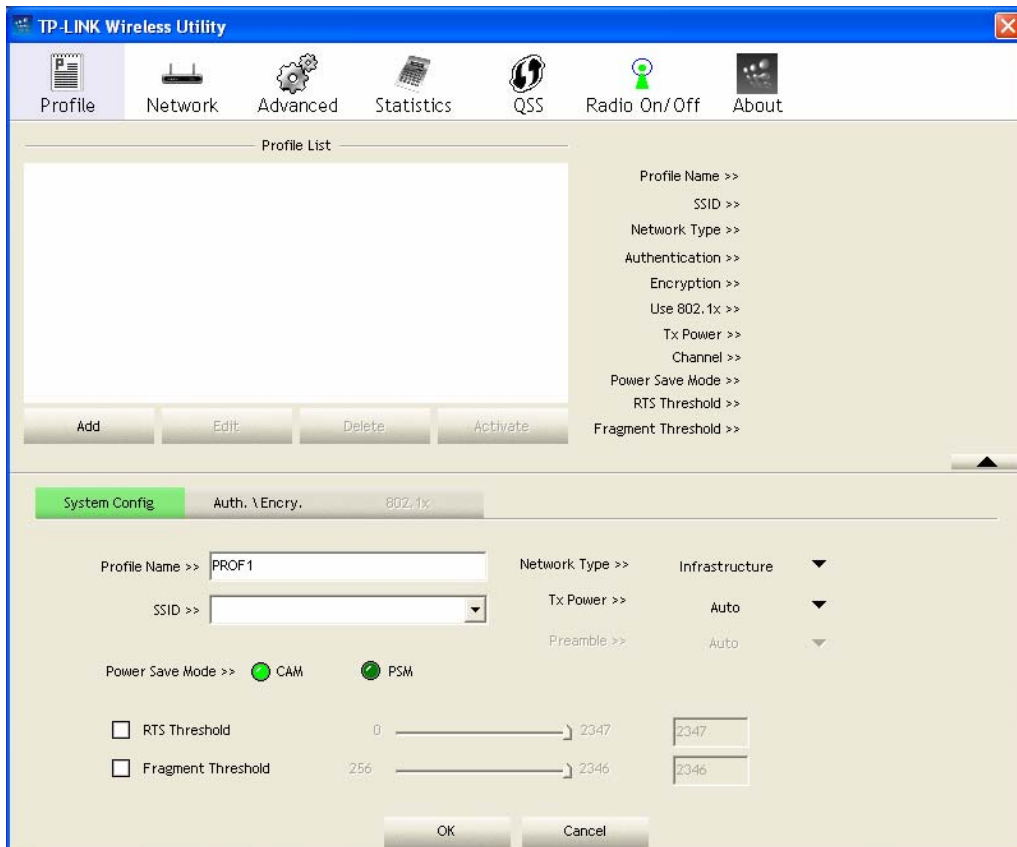 TP-LINK Wireless Utility
Profile Network Advanced Statistics QSS Radio On/Off About
Profile List
Profile Name >>
SSID >>
Network Type >>
Authentication >>
Encryption >>
Use 802.1x >>
Tx Power >>
Channel >>
Power Save Mode >>
RTS Threshold >>
Fragment Threshold >>
Add Edit Delete Activate
System Config Auth. \ Encry. 802.1x
Profile Name >> PROF1 Network Type >> Infrastructure
SSID >> Tx Power >> Auto
Preamble >> Auto
Power Save Mode >> CAM PSM
RTS Threshold 0 2347 2347
Fragment Threshold 256 2346 2346
OK Cancel